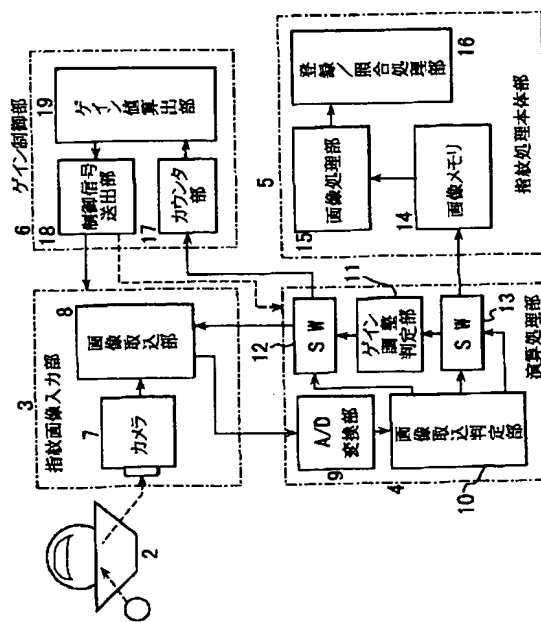 指紋画像入力部
3
カメラ
7
画像取込部
8
2
ゲイン制御部
6
制御信号
送出部
18
ゲイン値算出部
19
カウンタ
部
17
演算処理部
4
A/D
変換部
9
画像取込判定部
10
SW
12
ゲイン
調整
判定部
11
SW
13
指紋処理本体部
5
画像処理部
15
登録/照合処理部
16
画像メモリ
14